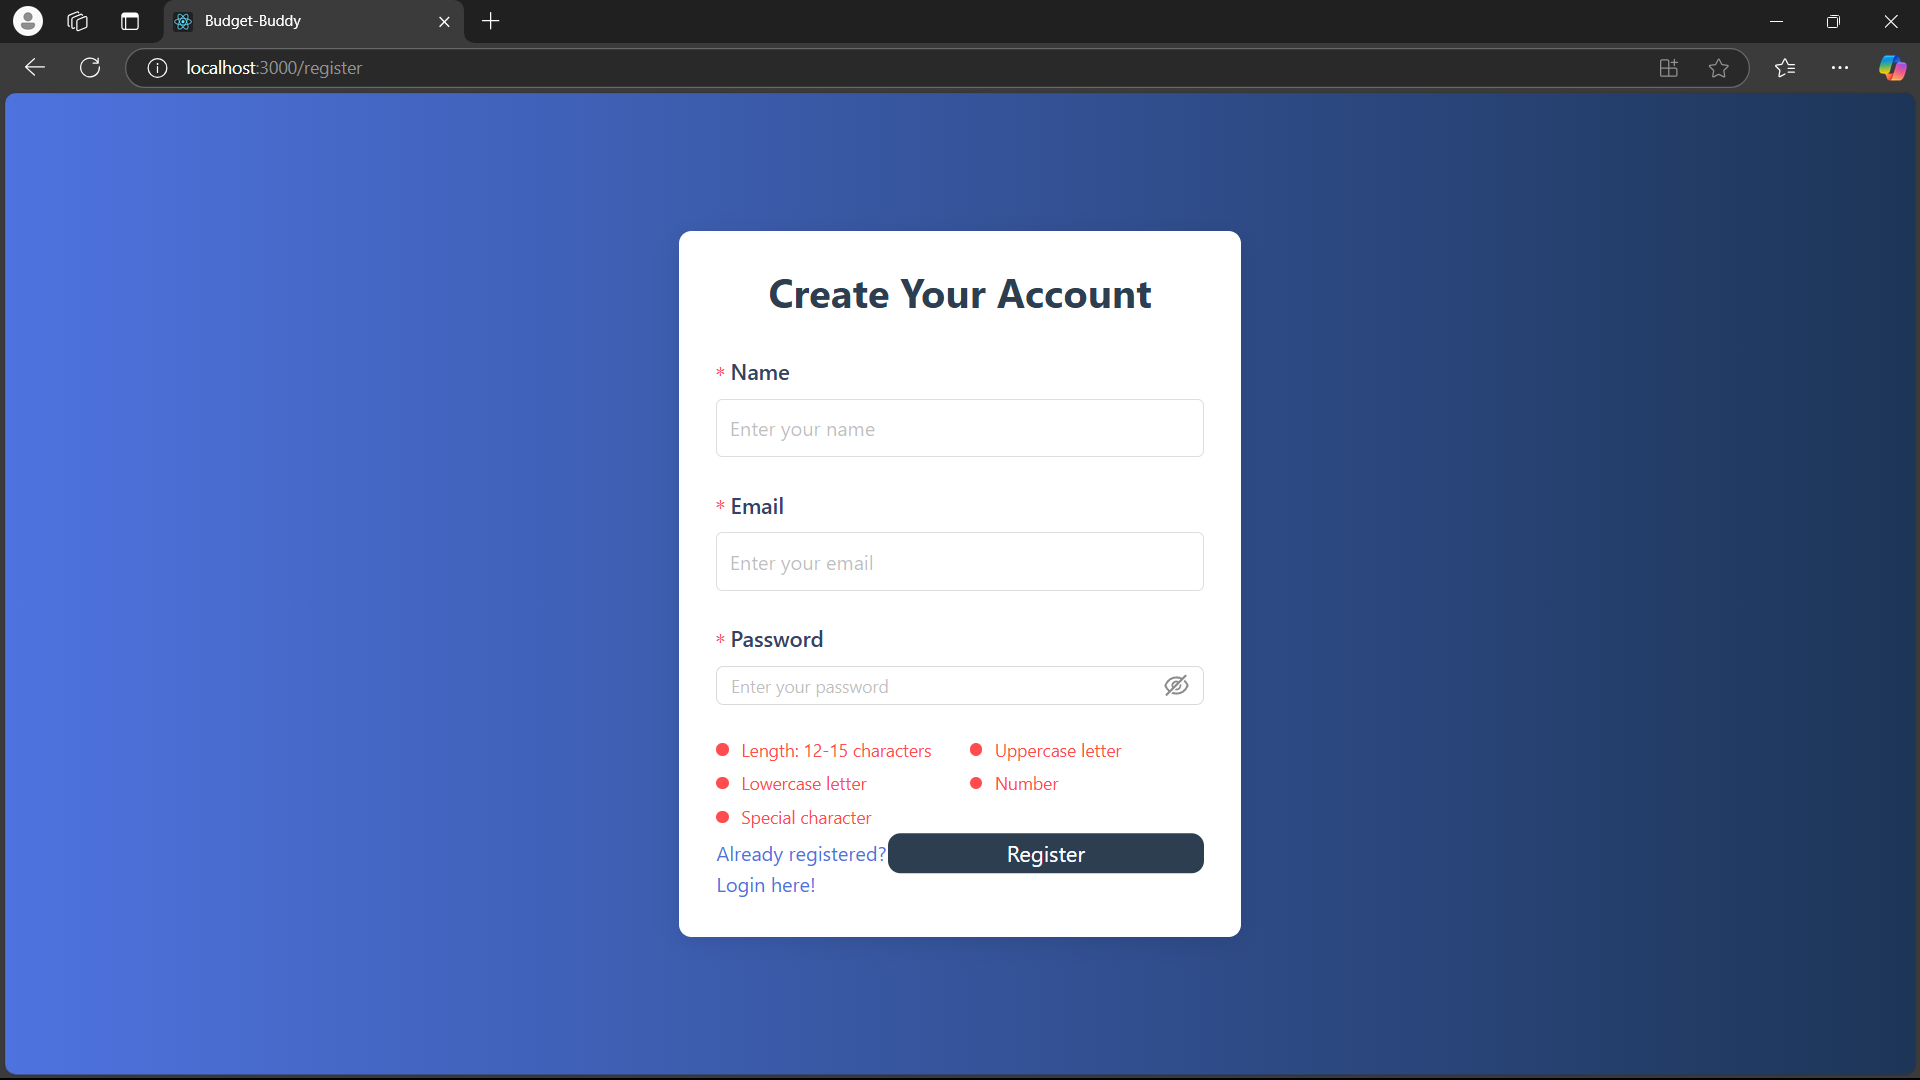 Budget-Buddy
localhost:3000/register
Create Your Account
* Name
Enter your name
* Email
Enter your email
* Password
Enter your password
Length: 12-15 characters
Uppercase letter
Lowercase letter
Number
Special character
Already registered?
Login here!
Register